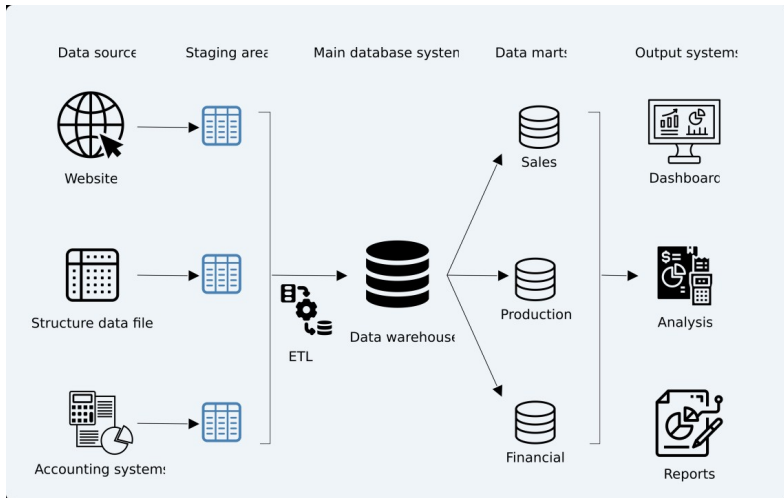 Data source
Staging area
Main database system
Data marts
Output systems
Website
Sales
Dashboard
Structure data file
ETL
Data warehouse
Production
Analysis
Accounting systems
Financial
Reports